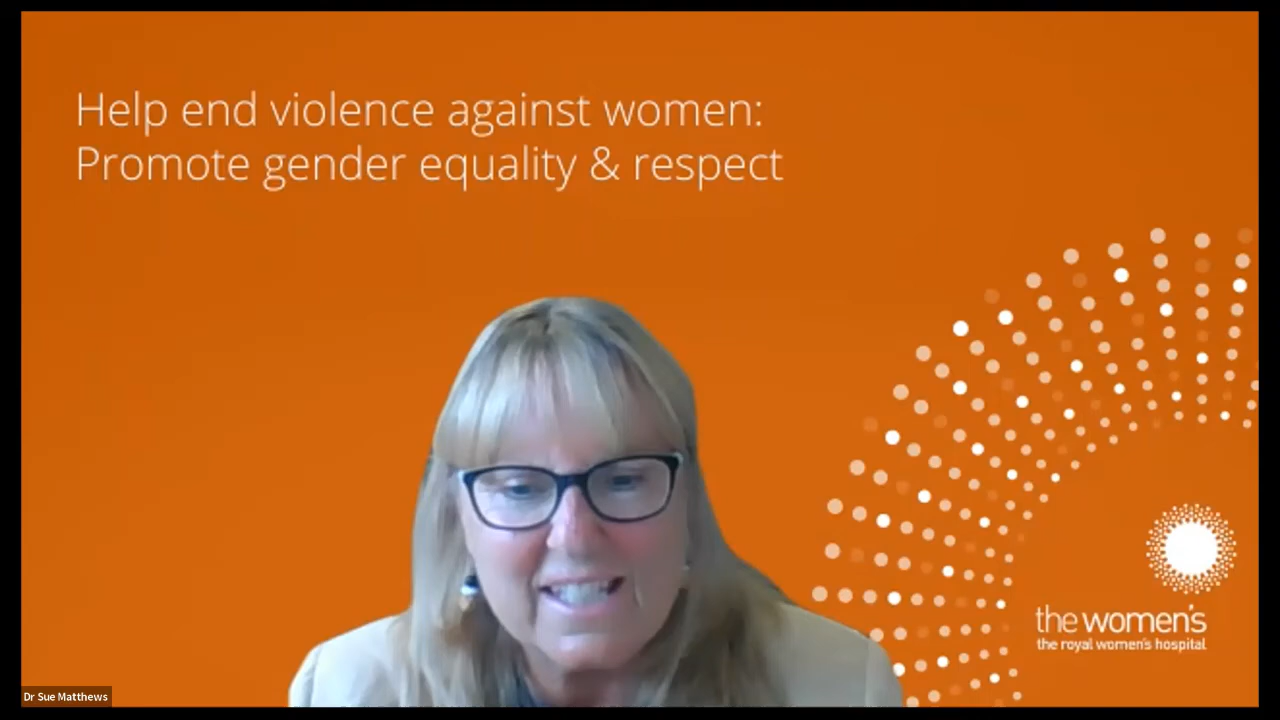 Help end violence against women:
Promote gender equality & respect
the women's
the royal women's hospital
Dr Sue Matthews